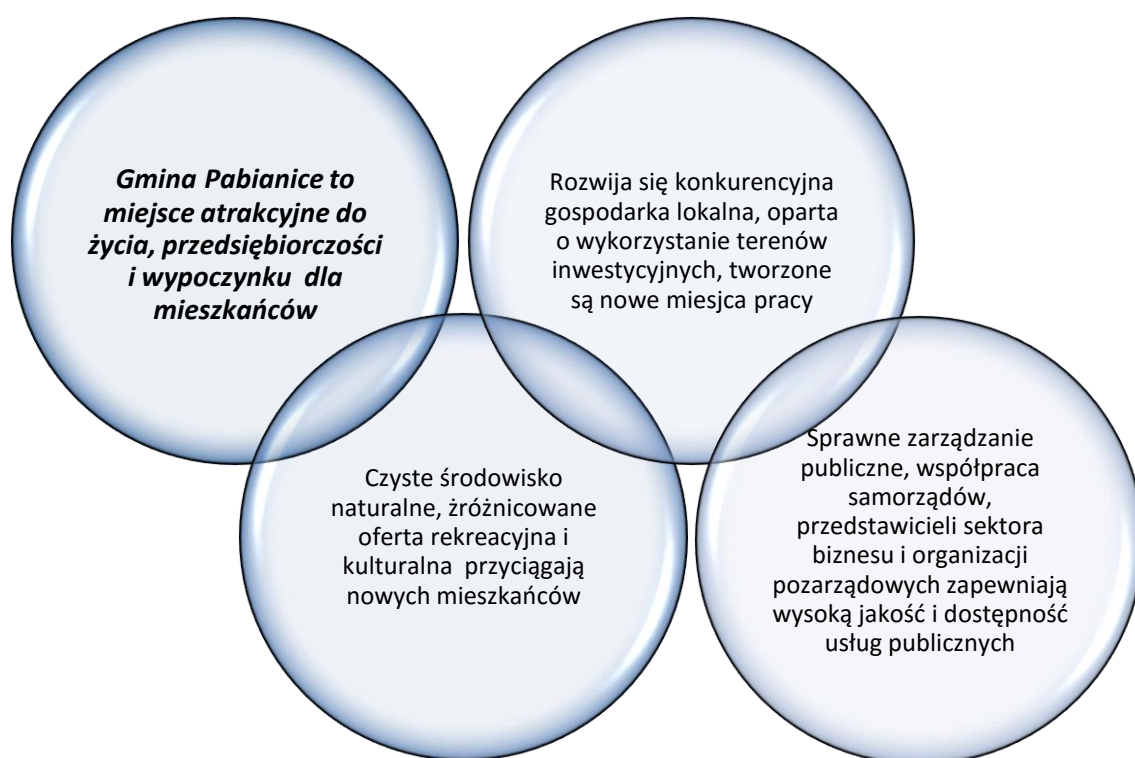 Gmina Pabianice to
miejsce atrakcyjne do
życia, przedsiębiorczości
i wypoczynku dla
mieszkańców
Rozwija się konkurencyjna
gospodarka lokalna, oparta
o wykorzystanie terenów
inwestycyjnych, tworzone
są nowe miesjca pracy
Czyste środowisko
naturalne, żróżnicowane
oferta rekreacyjna i
kulturalna przyciągają
nowych mieszkańców
Sprawne zarządzanie
publiczne, współpraca
samorządów,
przedstawicieli sektora
biznesu i organizacji
pozarządowych zapewniają
wysoką jakość i dostępność
usług publicznych